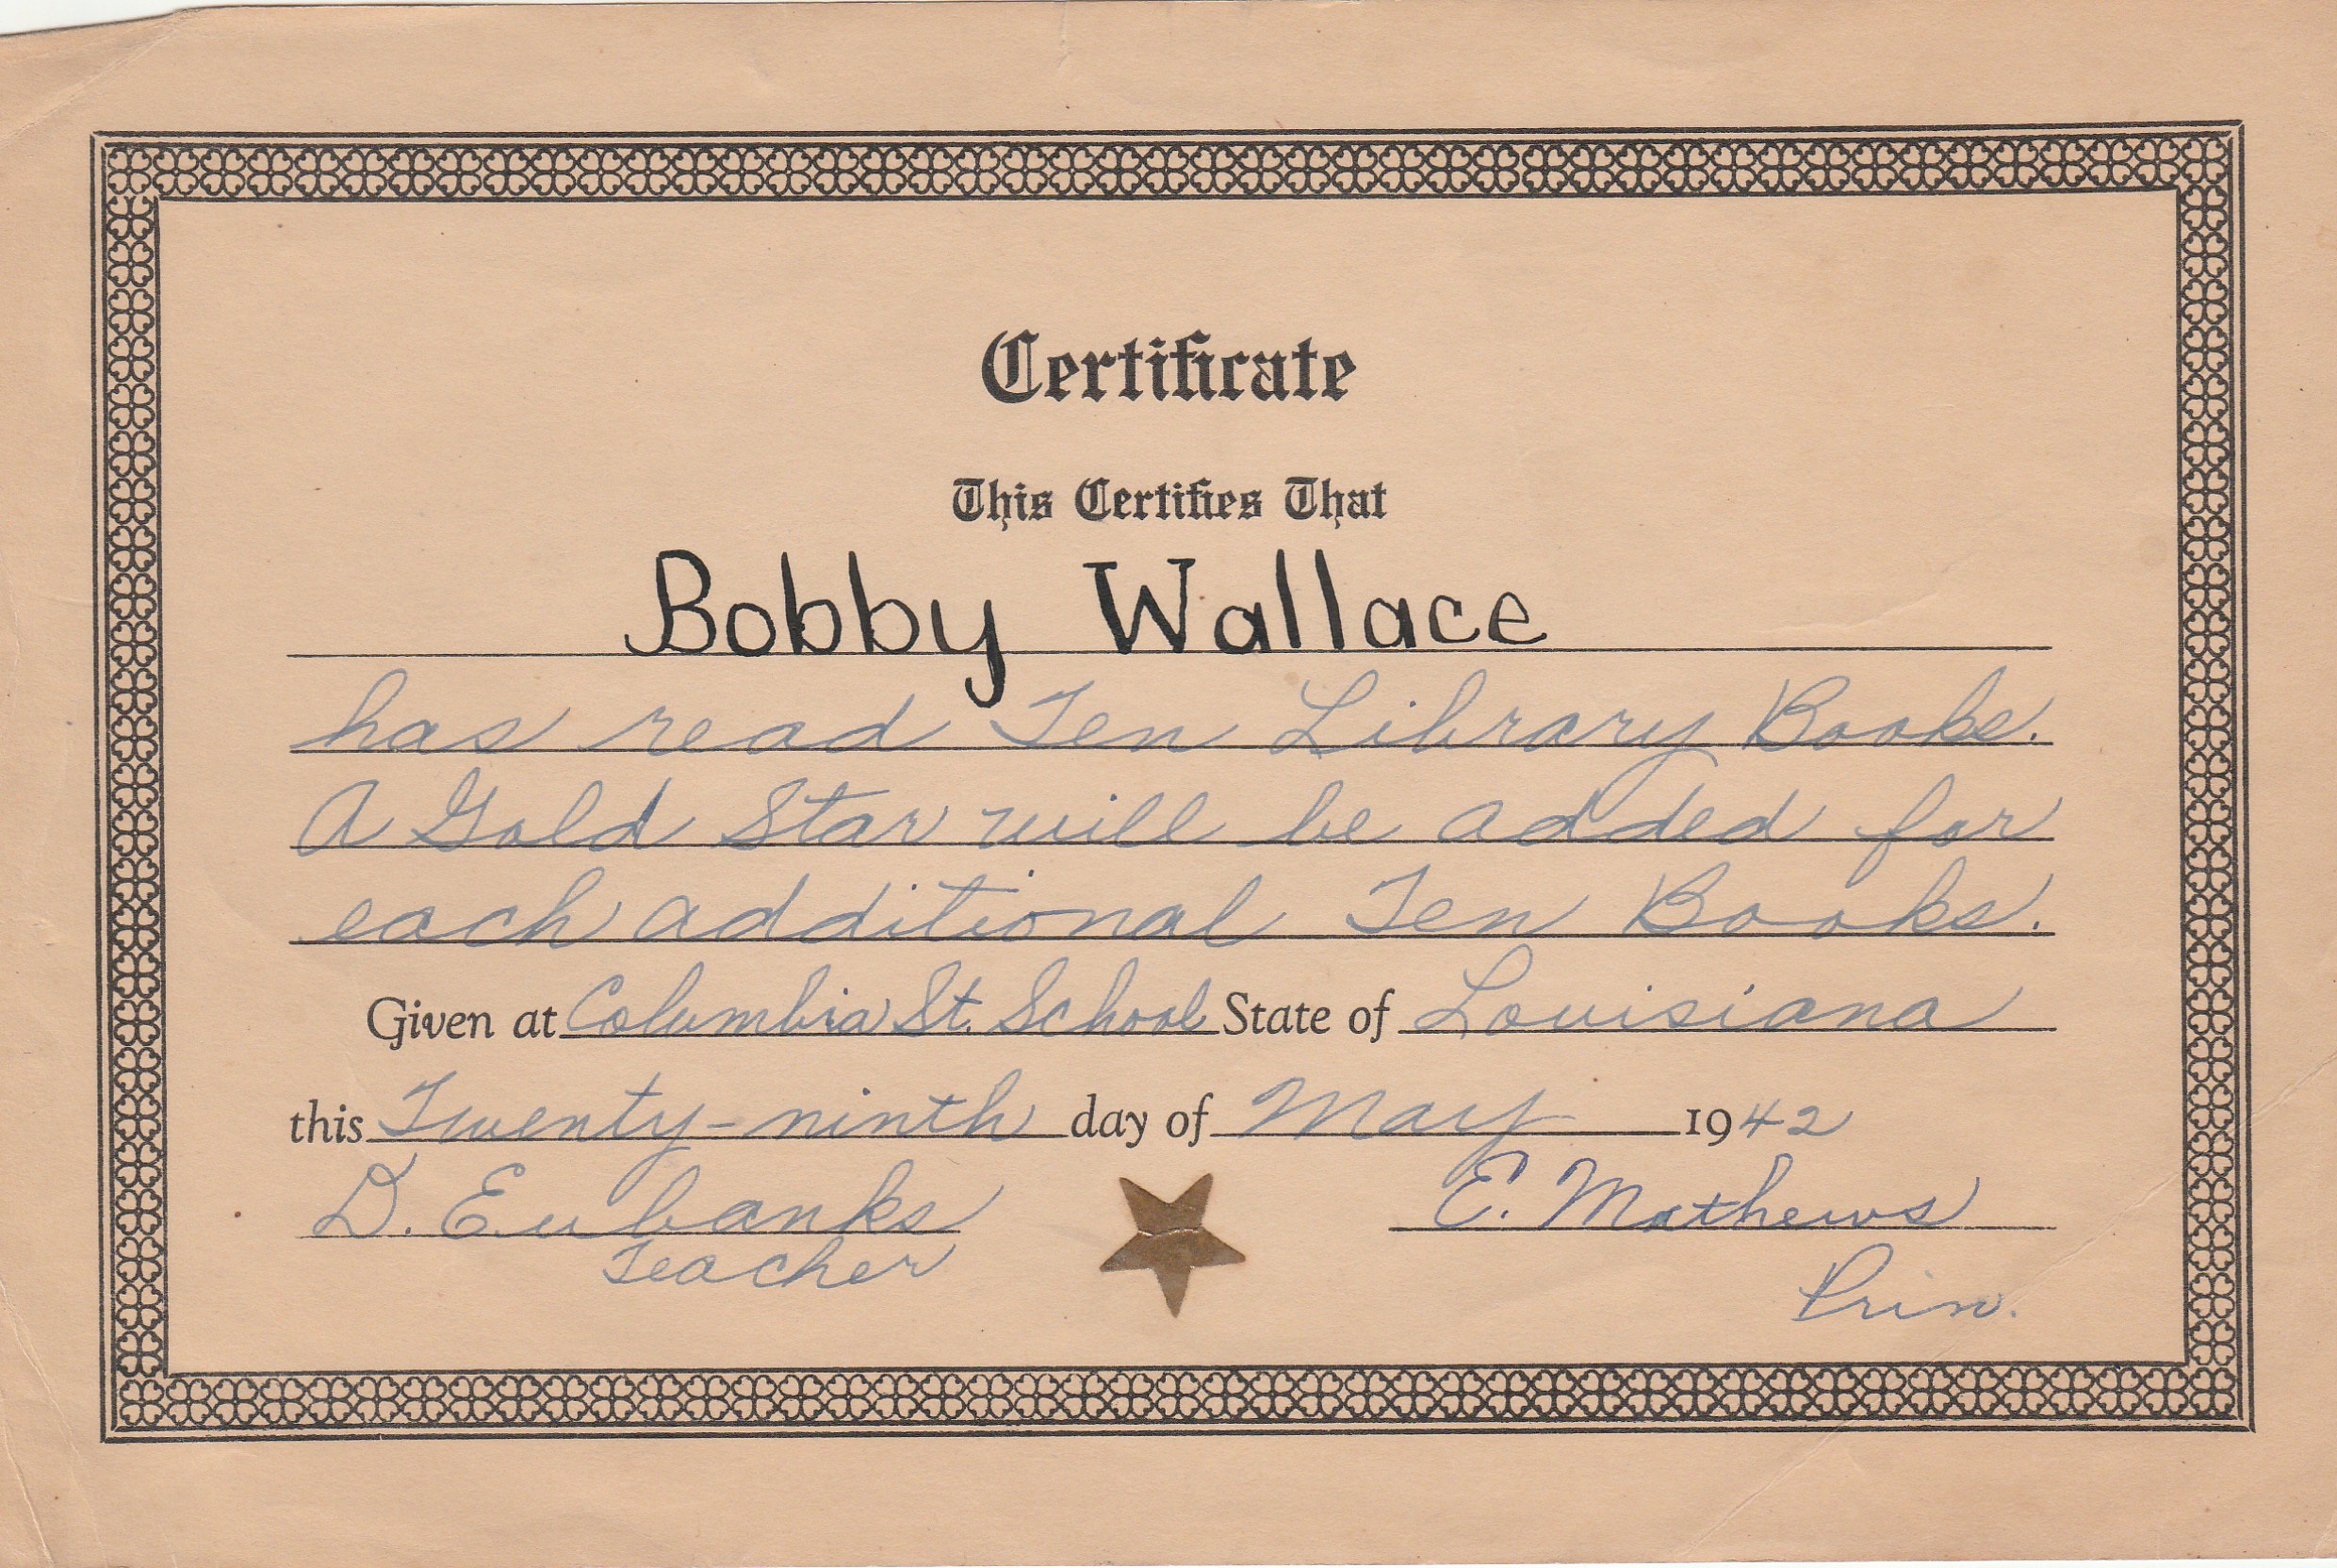 Certificate
This Certifies That
Bobby Wallace
has read Ten Library Books.
A Gold Star will be added for
each additional Ten Books.
Given at Columbia St. School State of Louisiana
this Twenty-ninth day of May 1942
D. Eubanks E. Mathews
Teacher Prin.